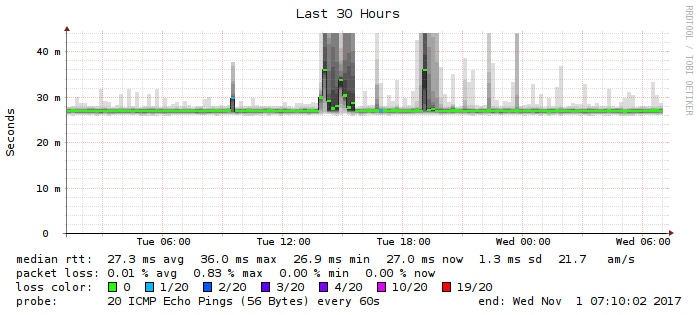 Last 30 Hours
RRDTOOL / TOBI OETIKER
Seconds
40 m
30 m
20 m
10 m
0
Tue 06:00 Tue 12:00 Tue 18:00 Wed 00:00 Wed 06:00
median rtt: 27.3 ms avg 36.0 ms max 26.9 ms min 27.0 ms now 1.3 ms sd 21.7 am/s
packet loss: 0.01 % avg 0.83 % max 0.00 % min 0.00 % now
loss color: 0 1/20 2/20 3/20 4/20 10/20 19/20
probe: 20 ICMP Echo Pings (56 Bytes) every 60s end: Wed Nov 1 07:10:02 2017